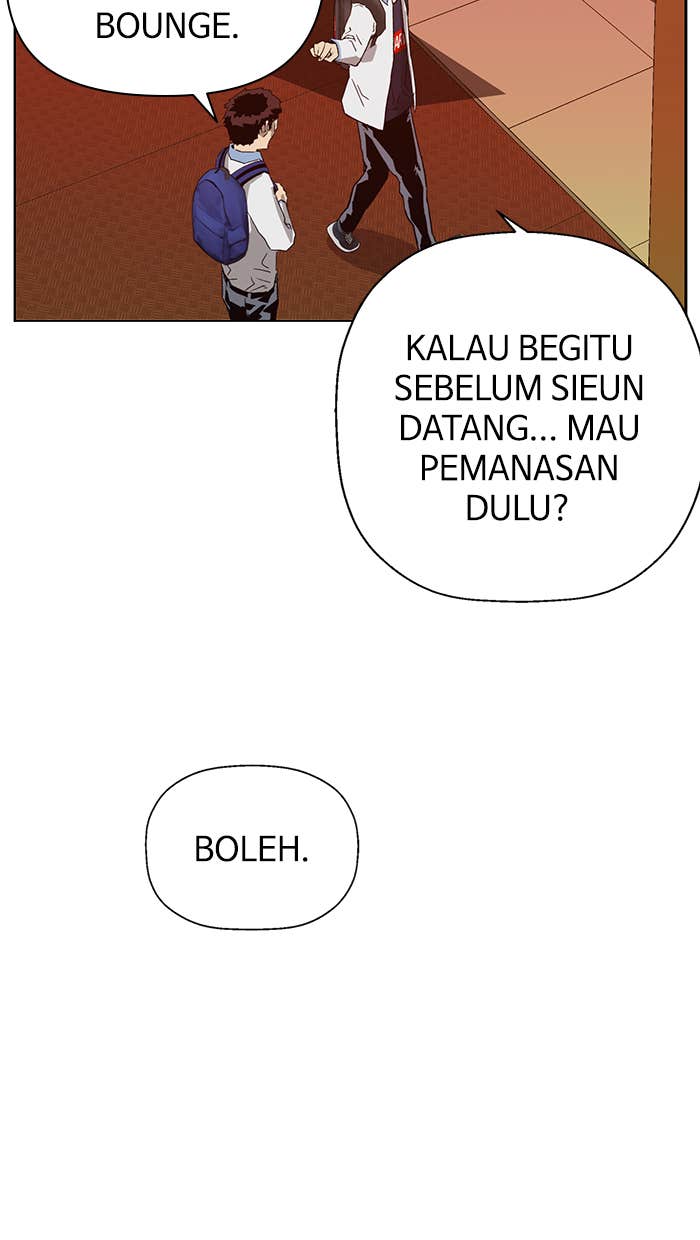 BOUNGE.
KALAU BEGITU
SEBELUM SIEUN
DATANG... MAU
PEMANASAN
DULU?
BOLEH.